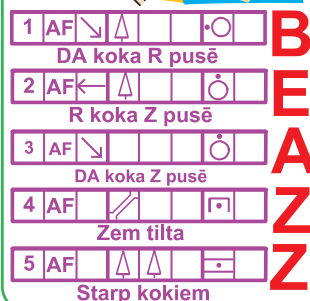 1 AF B
DA koka R pusē
2 AF E
R koka Z pusē
3 AF A
DA koka Z pusē
4 AF Z
Zem tilta
5 AF Z
Starp kokiem